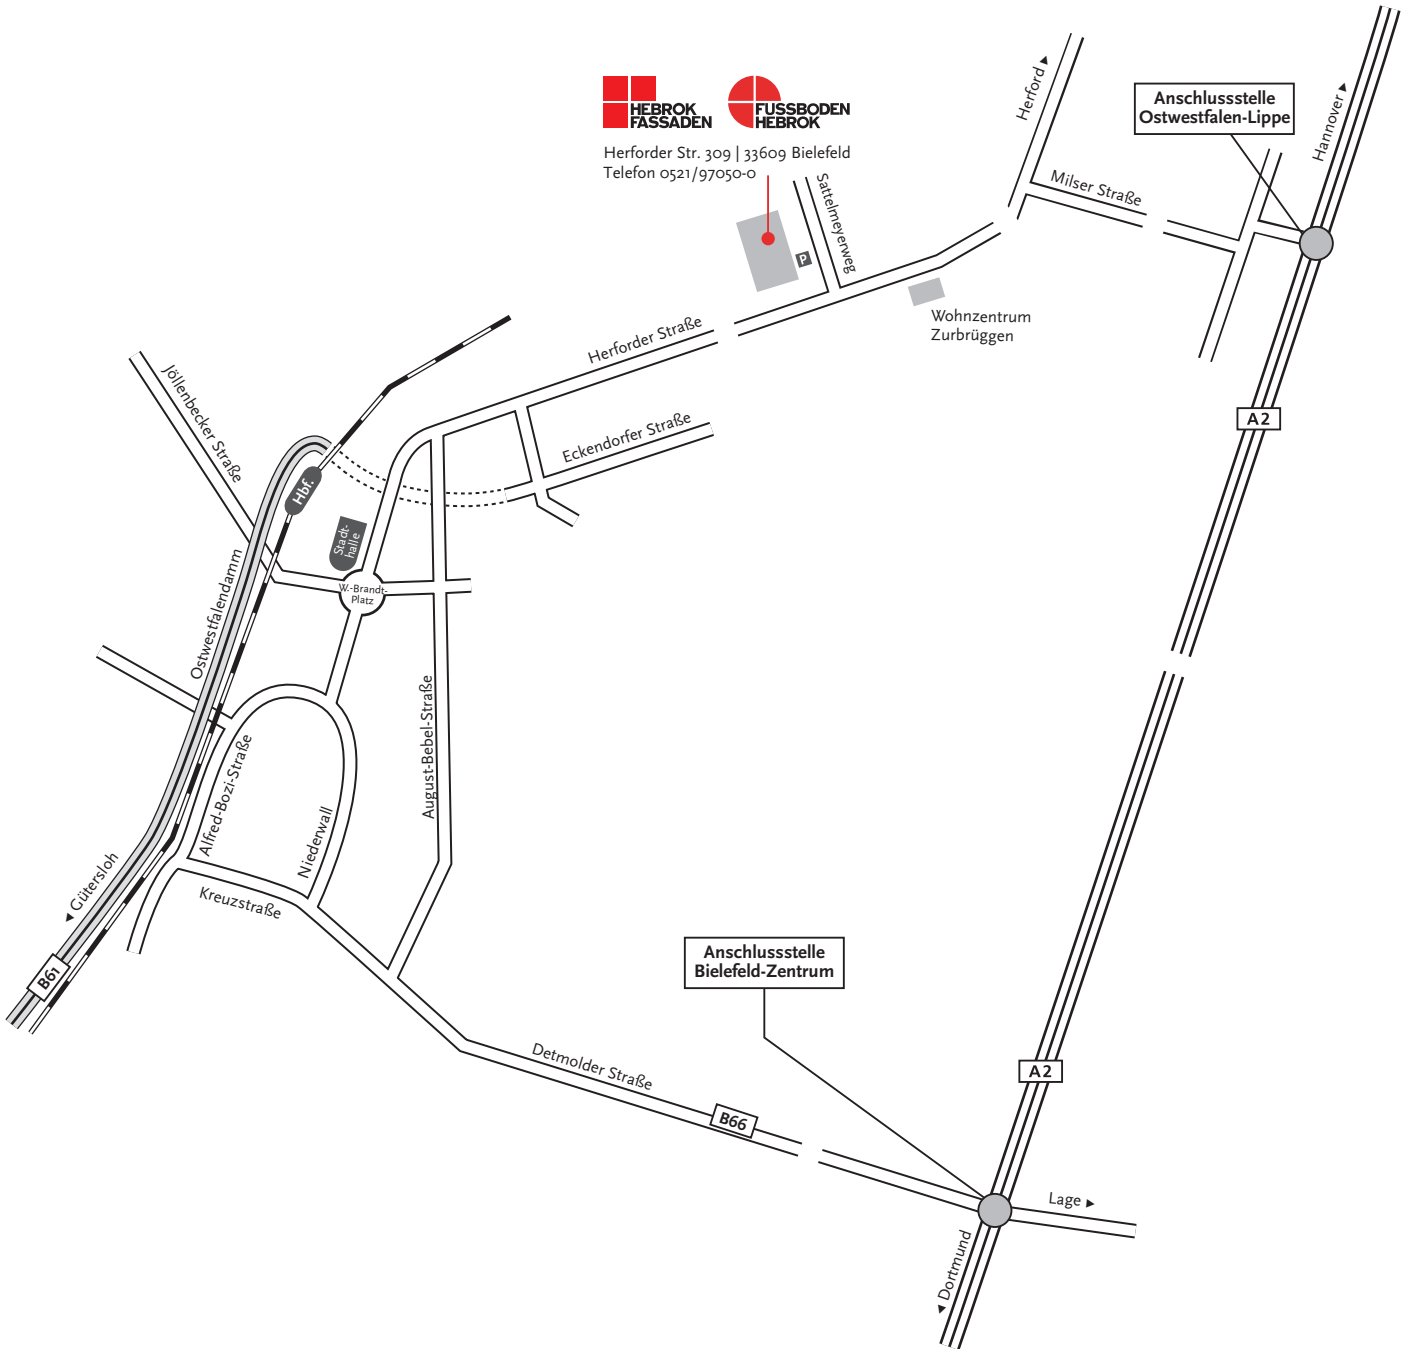 HEBROK
FASSADEN
FUSSBODEN
HEBROK
Herforder Str. 309 | 33609 Bielefeld
Telefon 0521/97050-0
Herford
Anschlussstelle
Ostwestfalen-Lippe
Hannover
Milser Straße
Sattelmeyerweg
P
Wohnzentrum
Zurbrüggen
Herforder Straße
Jöllenbecker Straße
Eckendorfer Straße
A2
Hbf.
Stadt-
halle
W.-Brandt-
Platz
Ostwestfalendamm
August-Bebel-Straße
Alfred-Bozi-Straße
Niederwall
Gütersloh
Kreuzstraße
B61
Anschlussstelle
Bielefeld-Zentrum
Detmolder Straße
A2
B66
Lage
Dortmund